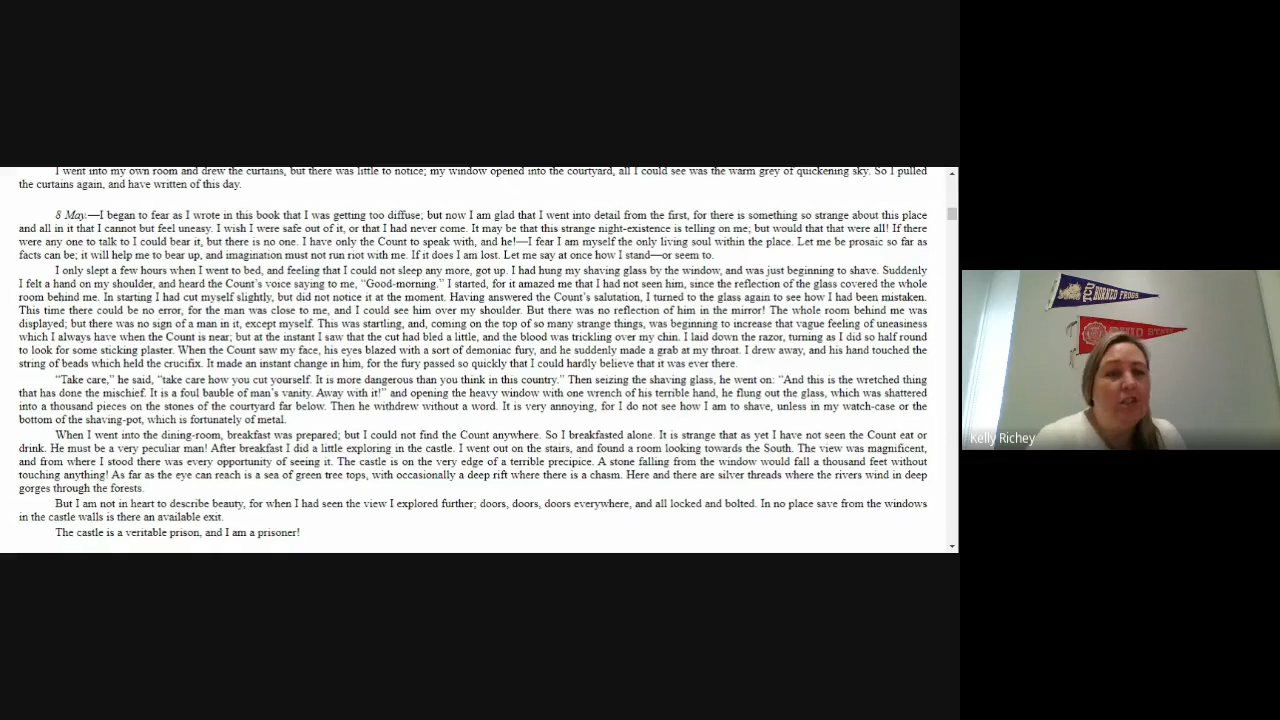 I went into my own room and drew the curtains, but there was little to notice; my window opened into the courtyard, all I could see was the warm grey of quickening sky. So I pulled
the curtains again, and have written of this day.
8 May.—I began to fear as I wrote in this book that I was getting too diffuse; but now I am glad that I went into detail from the first, for there is something so strange about this place
and all in it that I cannot but feel uneasy. I wish I were safe out of it, or that I had never come. It may be that this strange night-existence is telling on me; but would that that were all! If there
were any one to talk to I could bear it, but there is no one. I have only the Count to speak with, and he!—I fear I am myself the only living soul within the place. Let me be prosaic so far as
facts can be; it will help me to bear up, and imagination must not run riot with me. If it does I am lost. Let me say at once how I stand—or seem to.
I only slept a few hours when I went to bed, and feeling that I could not sleep any more, got up. I had hung my shaving glass by the window, and was just beginning to shave. Suddenly
I felt a hand on my shoulder, and heard the Count's voice saying to me, “Good-morning.” I started, for it amazed me that I had not seen him, since the reflection of the glass covered the whole
room behind me. In starting I had cut myself slightly, but did not notice it at the moment. Having answered the Count's salutation, I turned to the glass again to see how I had been mistaken.
This time there could be no error, for the man was close to me, and I could see him over my shoulder. But there was no reflection of him in the mirror! The whole room behind me was
displayed; but there was no sign of a man in it, except myself. This was startling, and, coming on the top of so many strange things, was beginning to increase that vague feeling of uneasiness
which I always have when the Count is near; but at the instant I saw that the cut had bled a little, and the blood was trickling over my chin. I laid down the razor, turning as I did so half round
to look for some sticking plaster. When the Count saw my face, his eyes blazed with a sort of demoniac fury, and he suddenly made a grab at my throat. I drew away, and his hand touched the
string of beads which held the crucifix. It made an instant change in him, for the fury passed so quickly that I could hardly believe that it was ever there.
“Take care,” he said, “take care how you cut yourself. It is more dangerous than you think in this country.” Then seizing the shaving glass, he went on: “And this is the wretched thing
that has done the mischief. It is a foul bauble of man's vanity. Away with it!” and opening the heavy window with one wrench of his terrible hand, he flung out the glass, which was shattered
into a thousand pieces on the stones of the courtyard far below. Then he withdrew without a word. It is very annoying, for I do not see how I am to shave, unless in my watch-case or the
bottom of the shaving-pot, which is fortunately of metal.
When I went into the dining-room, breakfast was prepared; but I could not find the Count anywhere. So I breakfasted alone. It is strange that as yet I have not seen the Count eat or
drink. He must be a very peculiar man! After breakfast I did a little exploring in the castle. I went out on the stairs, and found a room looking towards the South. The view was magnificent,
and from where I stood there was every opportunity of seeing it. The castle is on the very edge of a terrible precipice. A stone falling from the window would fall a thousand feet without
touching anything! As far as the eye can reach is a sea of green tree tops, with occasionally a deep rift where there is a chasm. Here and there are silver threads where the rivers wind in deep
gorges through the forests.
But I am not in heart to describe beauty, for when I had seen the view I explored further; doors, doors, doors everywhere, and all locked and bolted. In no place save from the windows
in the castle walls is there an available exit.
The castle is a veritable prison, and I am a prisoner!
TCU HORNED FROGS
OHIO STATE
Kelly Richey